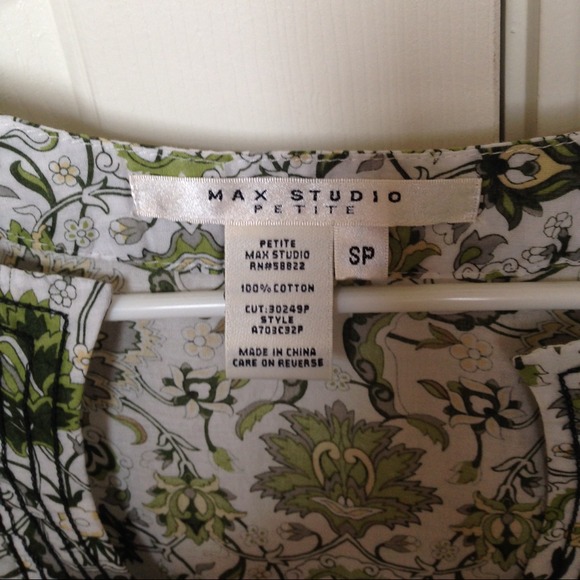 MAX STUDIO
PETITE
SP
PETITE
MAX STUDIO
RN#58822
100% COTTON
CUT:30249P
STYLE
A703C32P
MADE IN CHINA
CARE ON REVERSE